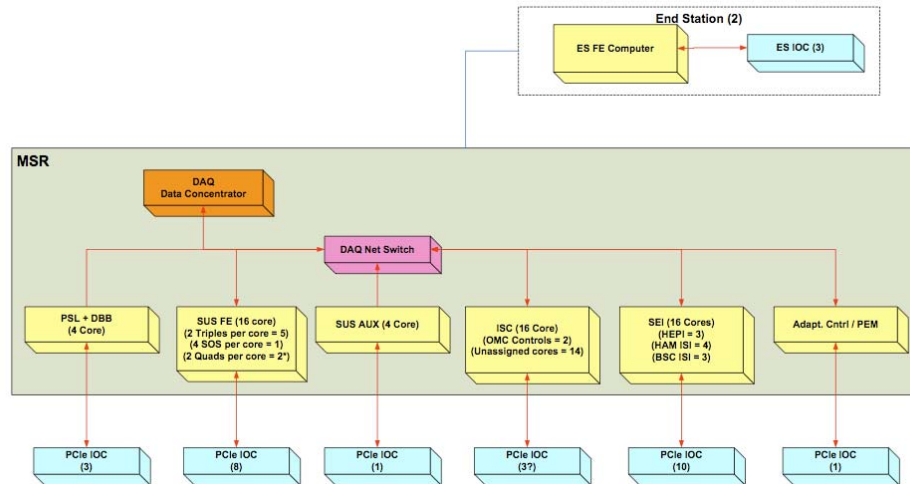 End Station (2)
ES FE Computer
ES IOC (3)
MSR
DAQ
Data Concentrator
DAQ Net Switch
PSL + DBB
(4 Core)
SUS FE (16 core)
(2 Triples per core = 5)
(4 SOS per core = 1)
(2 Quads per core = 2*)
SUS AUX (4 Core)
ISC (16 Core)
(OMC Controls = 2)
(Unassigned cores = 14)
SEI (16 Cores)
(HEPI = 3)
(HAM ISI = 4)
(BSC ISI = 3)
Adapt. Cntrl / PEM
PCIe IOC
(3)
PCIe IOC
(8)
PCIe IOC
(1)
PCIe IOC
(3?)
PCIe IOC
(10)
PCIe IOC
(1)